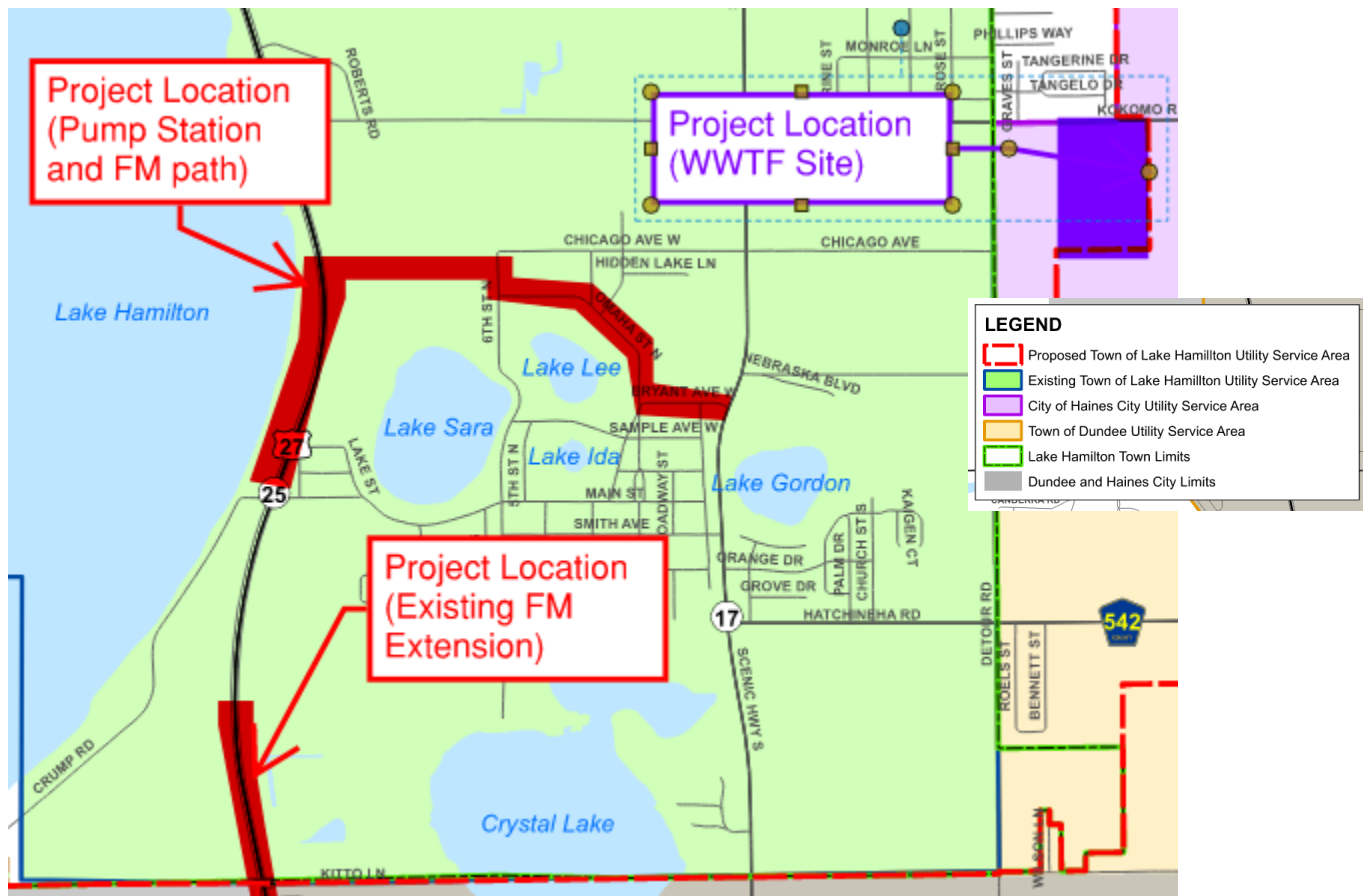 ROBERTS RD
MONROE LN
ROSE ST
PHILLIPS WAY
TANGERINE DR
TANGELO DR
GRAVES ST
KOKOMO R
Project Location
(Pump Station
and FM path)
Project Location
(WWTF Site)
CHICAGO AVE W
CHICAGO AVE
HIDDEN LAKE LN
6TH ST N
OMAHA ST N
Lake Hamilton
Lake Lee
NEBRASKA BLVD
BRYANT AVE W
Lake Sara
SAMPLE AVE W
27
LAKE ST
Lake Ida
5TH ST N
OADWAY ST
Lake Gordon
25
MAIN ST
SMITH AVE
KAIGEN CT
CHURCH ST S
PALM DR
ORANGE DR
GROVE DR
Project Location
(Existing FM
Extension)
17
HATCHINEHA RD
DETOUR RD
542
COUNTY
ROELS ST
BENNETT ST
SCENIC HWY S
CRUMP RD
Crystal Lake
KITTO LN
LEGEND
Proposed Town of Lake Hamillton Utility Service Area
Existing Town of Lake Hamillton Utility Service Area
City of Haines City Utility Service Area
Town of Dundee Utility Service Area
Lake Hamilton Town Limits
Dundee and Haines City Limits